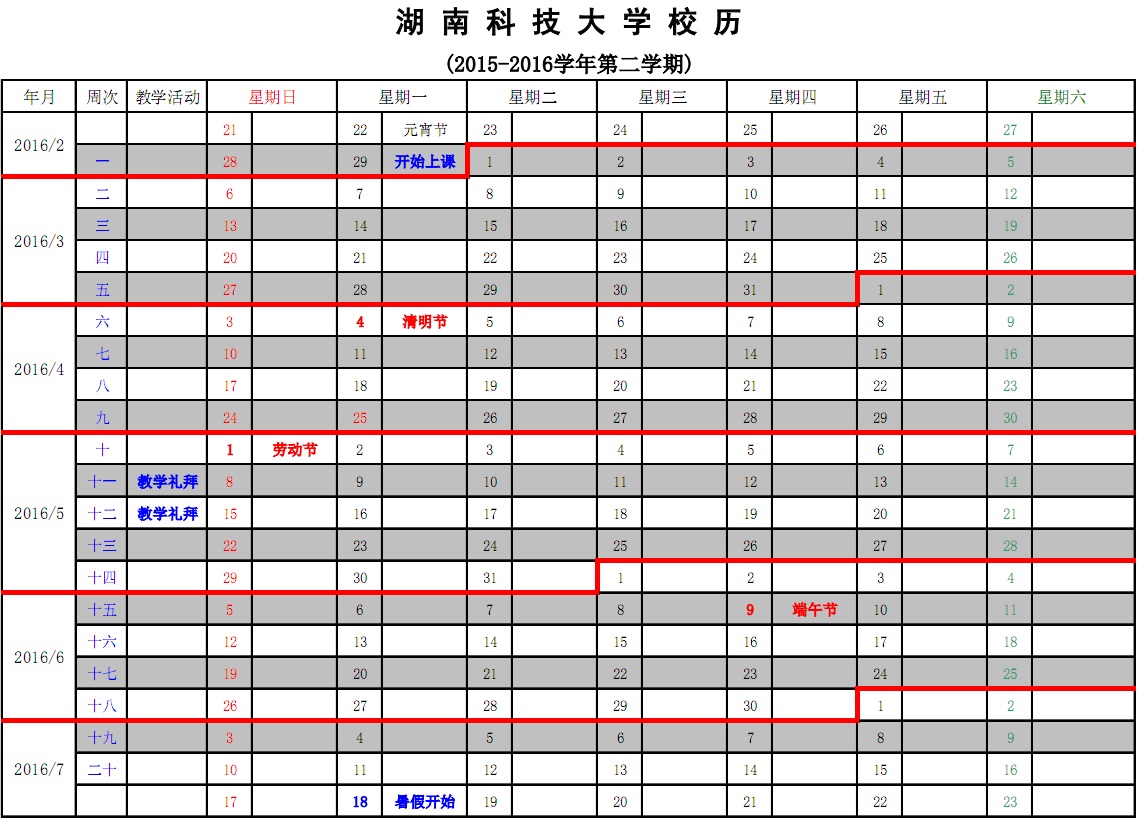 湖南科技大学校历
(2015-2016学年第二学期)
年月 周次 教学活动 星期日 星期一 星期二 星期三 星期四 星期五 星期六
2016/2 21 22 元宵节 23 24 25 26 27
一 28 29 开始上课 1 2 3 4 5
2016/3 二 6 7 8 9 10 11 12
三 13 14 15 16 17 18 19
四 20 21 22 23 24 25 26
五 27 28 29 30 31 1 2
2016/4 六 3 4 清明节 5 6 7 8 9
七 10 11 12 13 14 15 16
八 17 18 19 20 21 22 23
九 24 25 26 27 28 29 30
2016/5 十 1 劳动节 2 3 4 5 6 7
十一 教学礼拜 8 9 10 11 12 13 14
十二 教学礼拜 15 16 17 18 19 20 21
十三 22 23 24 25 26 27 28
十四 29 30 31 1 2 3 4
2016/6 十五 5 6 7 8 9 端午节 10 11
十六 12 13 14 15 16 17 18
十七 19 20 21 22 23 24 25
十八 26 27 28 29 30 1 2
2016/7 十九 3 4 5 6 7 8 9
二十 10 11 12 13 14 15 16
17 18 暑假开始 19 20 21 22 23